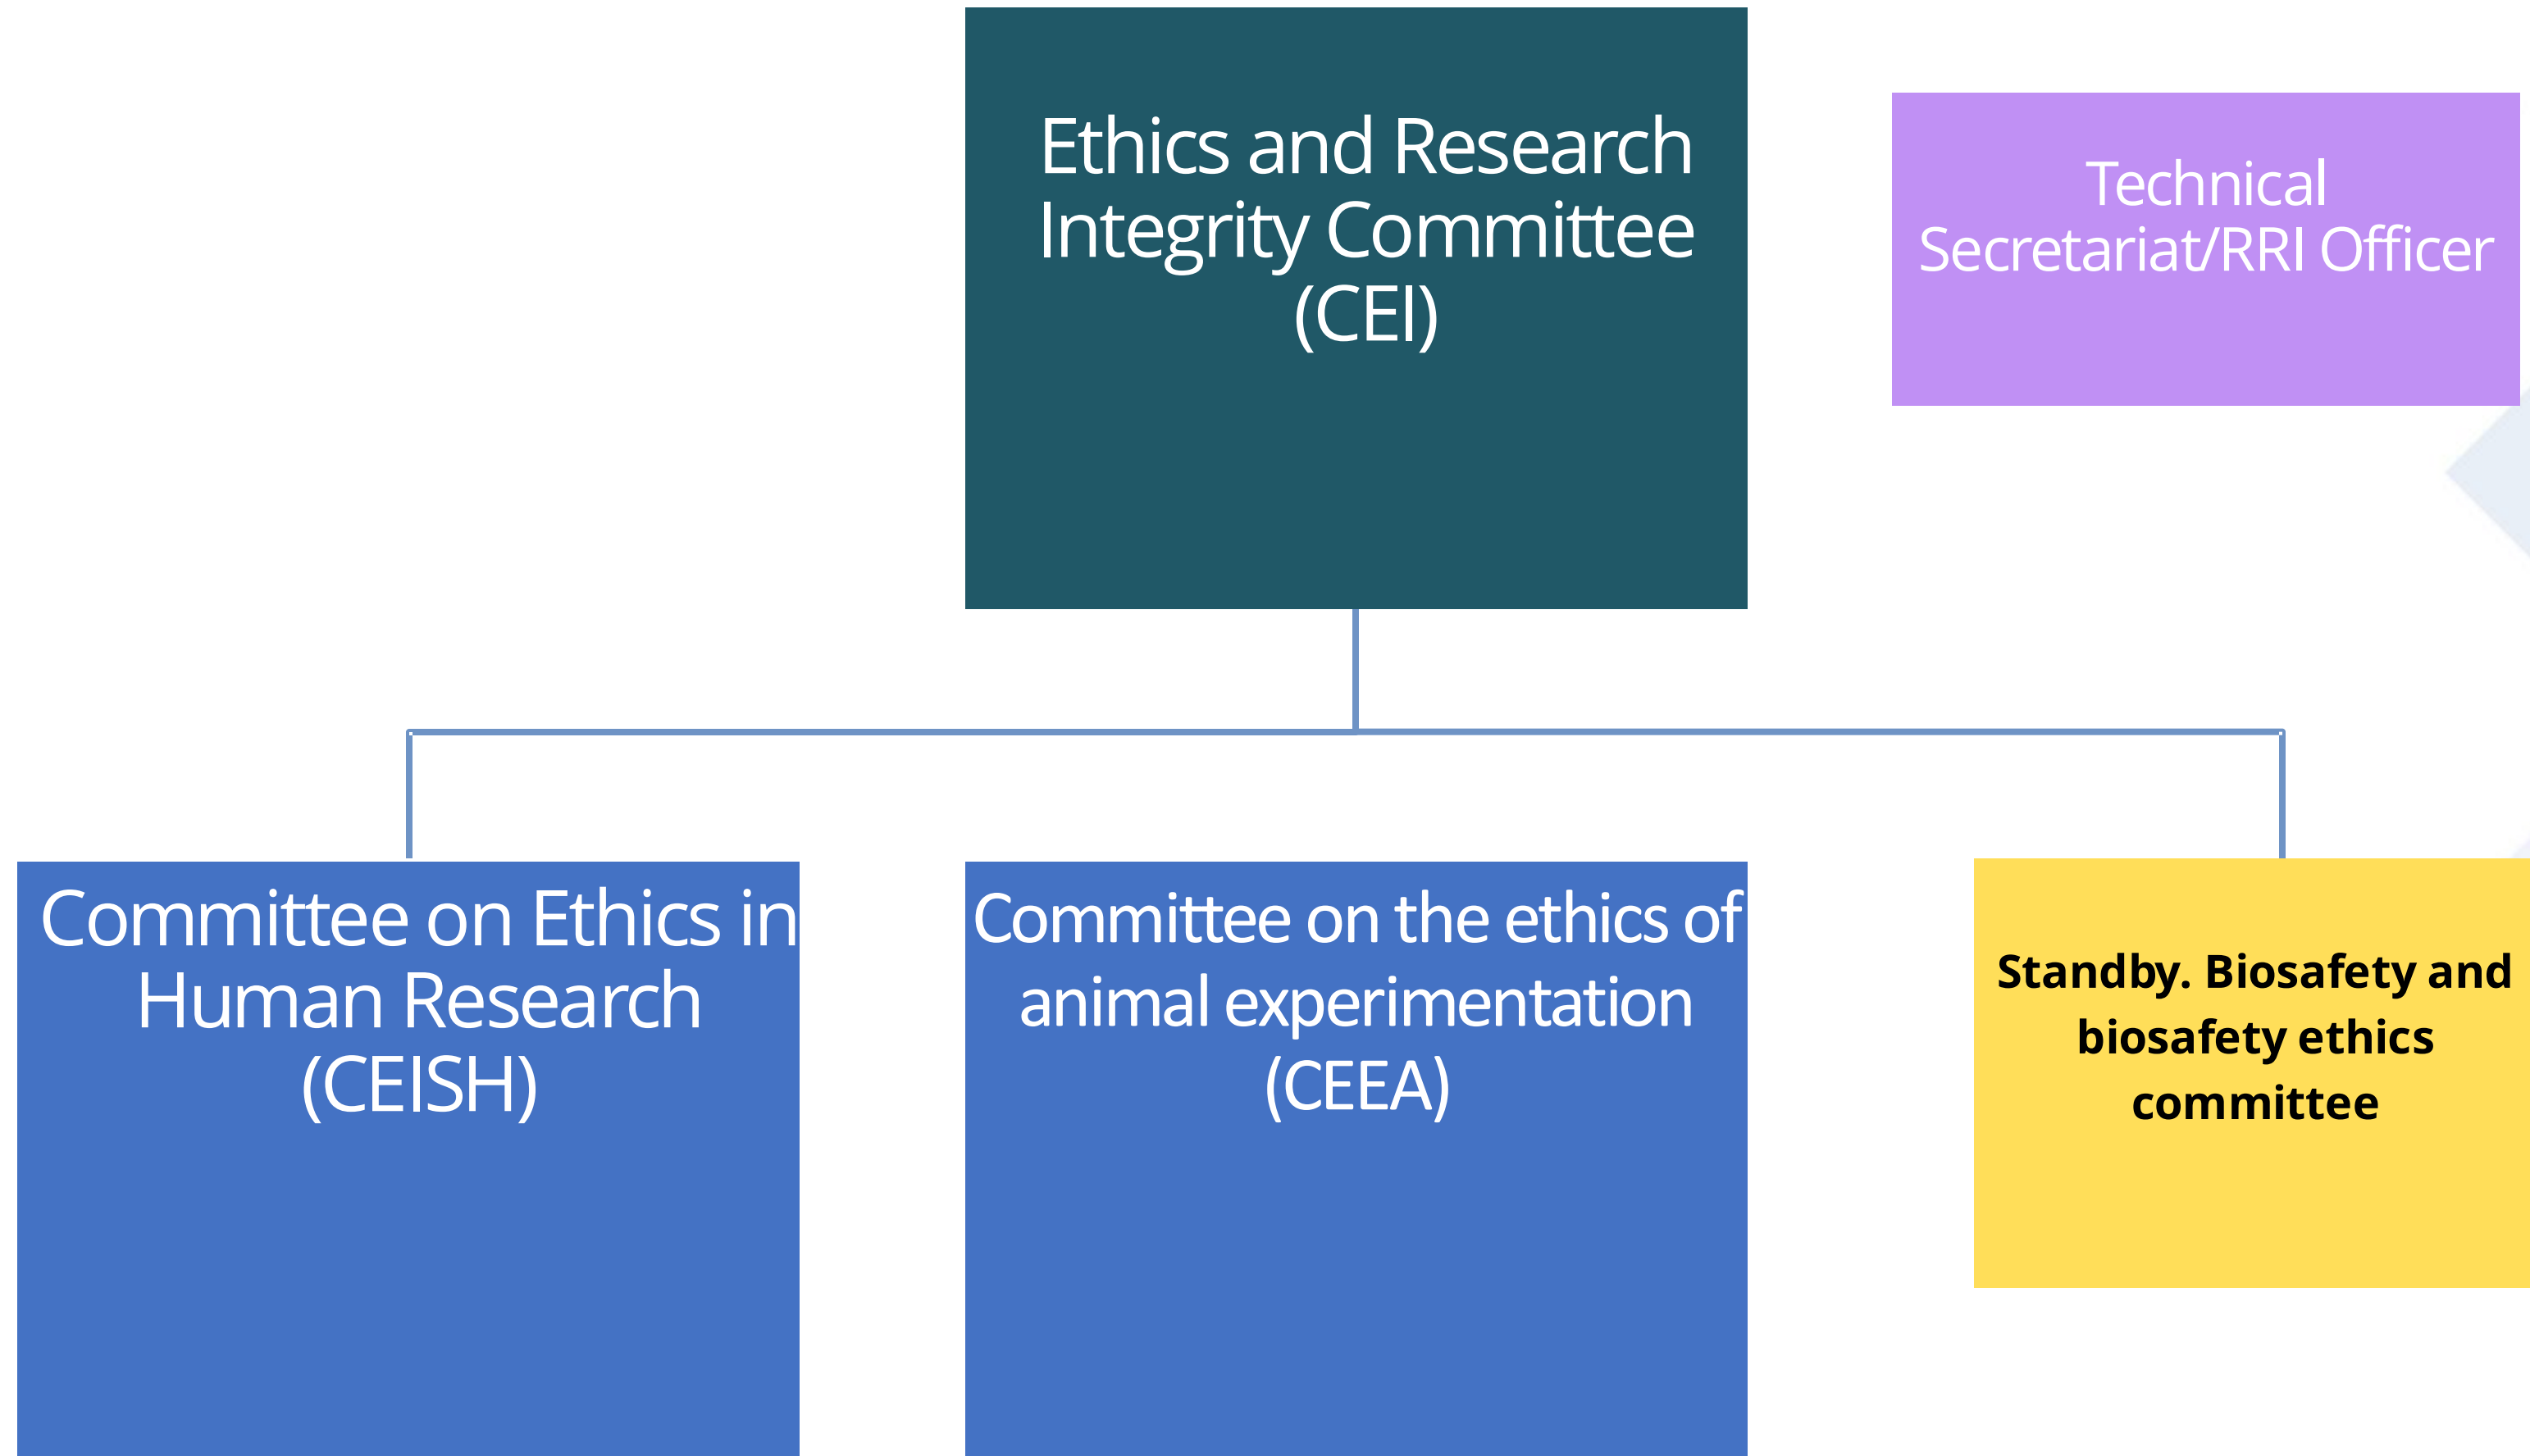 Ethics and Research
Integrity Committee
(CEI)
Technical
Secretariat/RRI Officer
Committee on Ethics in
Human Research
(CEISH)
Committee on the ethics of
animal experimentation
(CEEA)
Standby. Biosafety and
biosafety ethics
committee